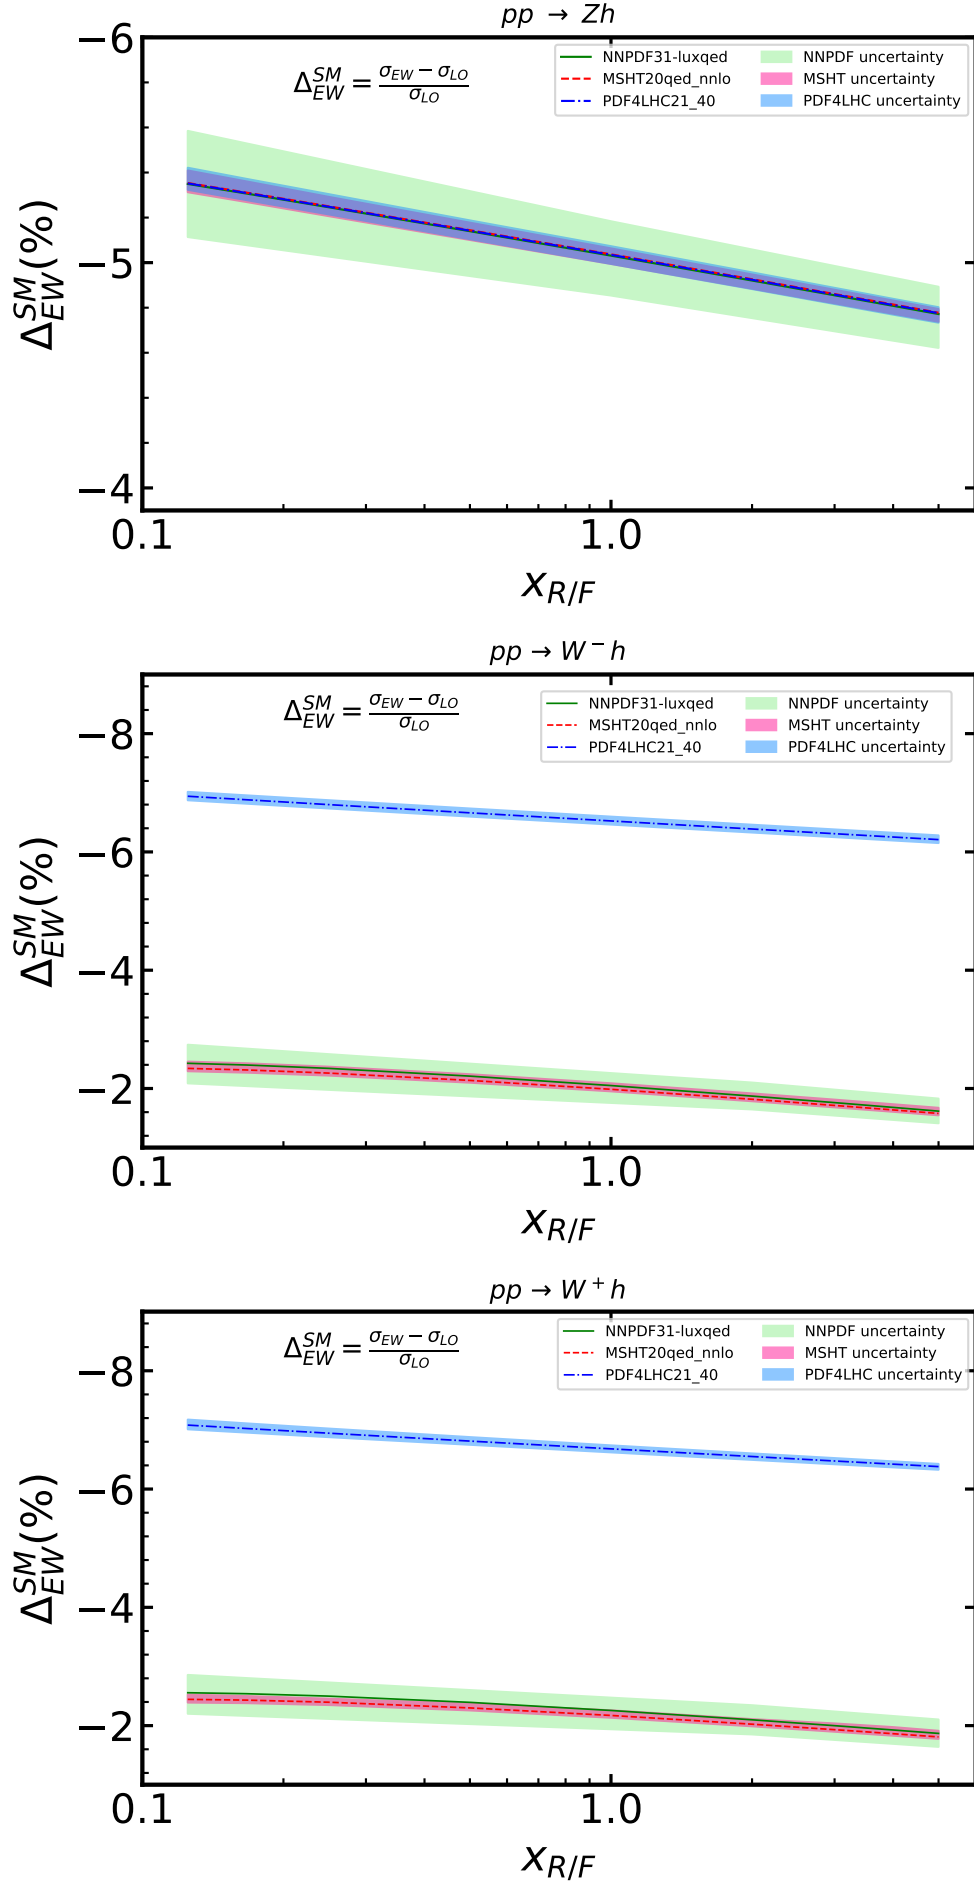 pp → Zh
−6
Δ^{SM}_{EW} = \frac{σ_{EW} − σ_{LO}}{σ_{LO}}
NNPDF31-luxqed NNPDF uncertainty
MSHT20qed_nnlo MSHT uncertainty
PDF4LHC21_40 PDF4LHC uncertainty
Δ^{SM}_{EW}(%)
−5
−4
0.1 1.0
x_{R/F}
pp → W^− h
Δ^{SM}_{EW} = \frac{σ_{EW} − σ_{LO}}{σ_{LO}}
NNPDF31-luxqed NNPDF uncertainty
MSHT20qed_nnlo MSHT uncertainty
PDF4LHC21_40 PDF4LHC uncertainty
−8
−6
Δ^{SM}_{EW}(%)
−4
−2
0.1 1.0
x_{R/F}
pp → W^+ h
Δ^{SM}_{EW} = \frac{σ_{EW} − σ_{LO}}{σ_{LO}}
NNPDF31-luxqed NNPDF uncertainty
MSHT20qed_nnlo MSHT uncertainty
PDF4LHC21_40 PDF4LHC uncertainty
−8
−6
Δ^{SM}_{EW}(%)
−4
−2
0.1 1.0
x_{R/F}